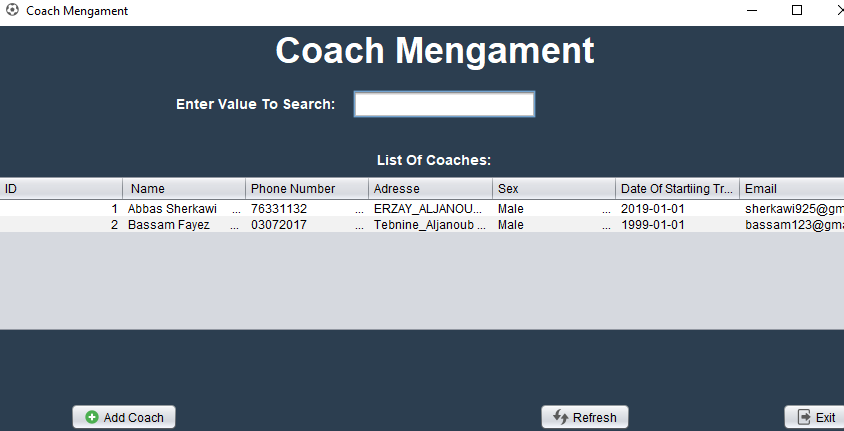 Coach Mengament
Coach Mengament
Enter Value To Search:
List Of Coaches:
ID Name Phone Number Adresse Sex Date Of Startiing Tr... Email
1 Abbas Sherkawi ... 76331132 ... ERZAY_ALJANOU... Male ... 2019-01-01 sherkawi925@gm
2 Bassam Fayez ... 03072017 ... Tebnine_Aljanoub ... Male ... 1999-01-01 bassam123@gma
Add Coach Refresh Exit